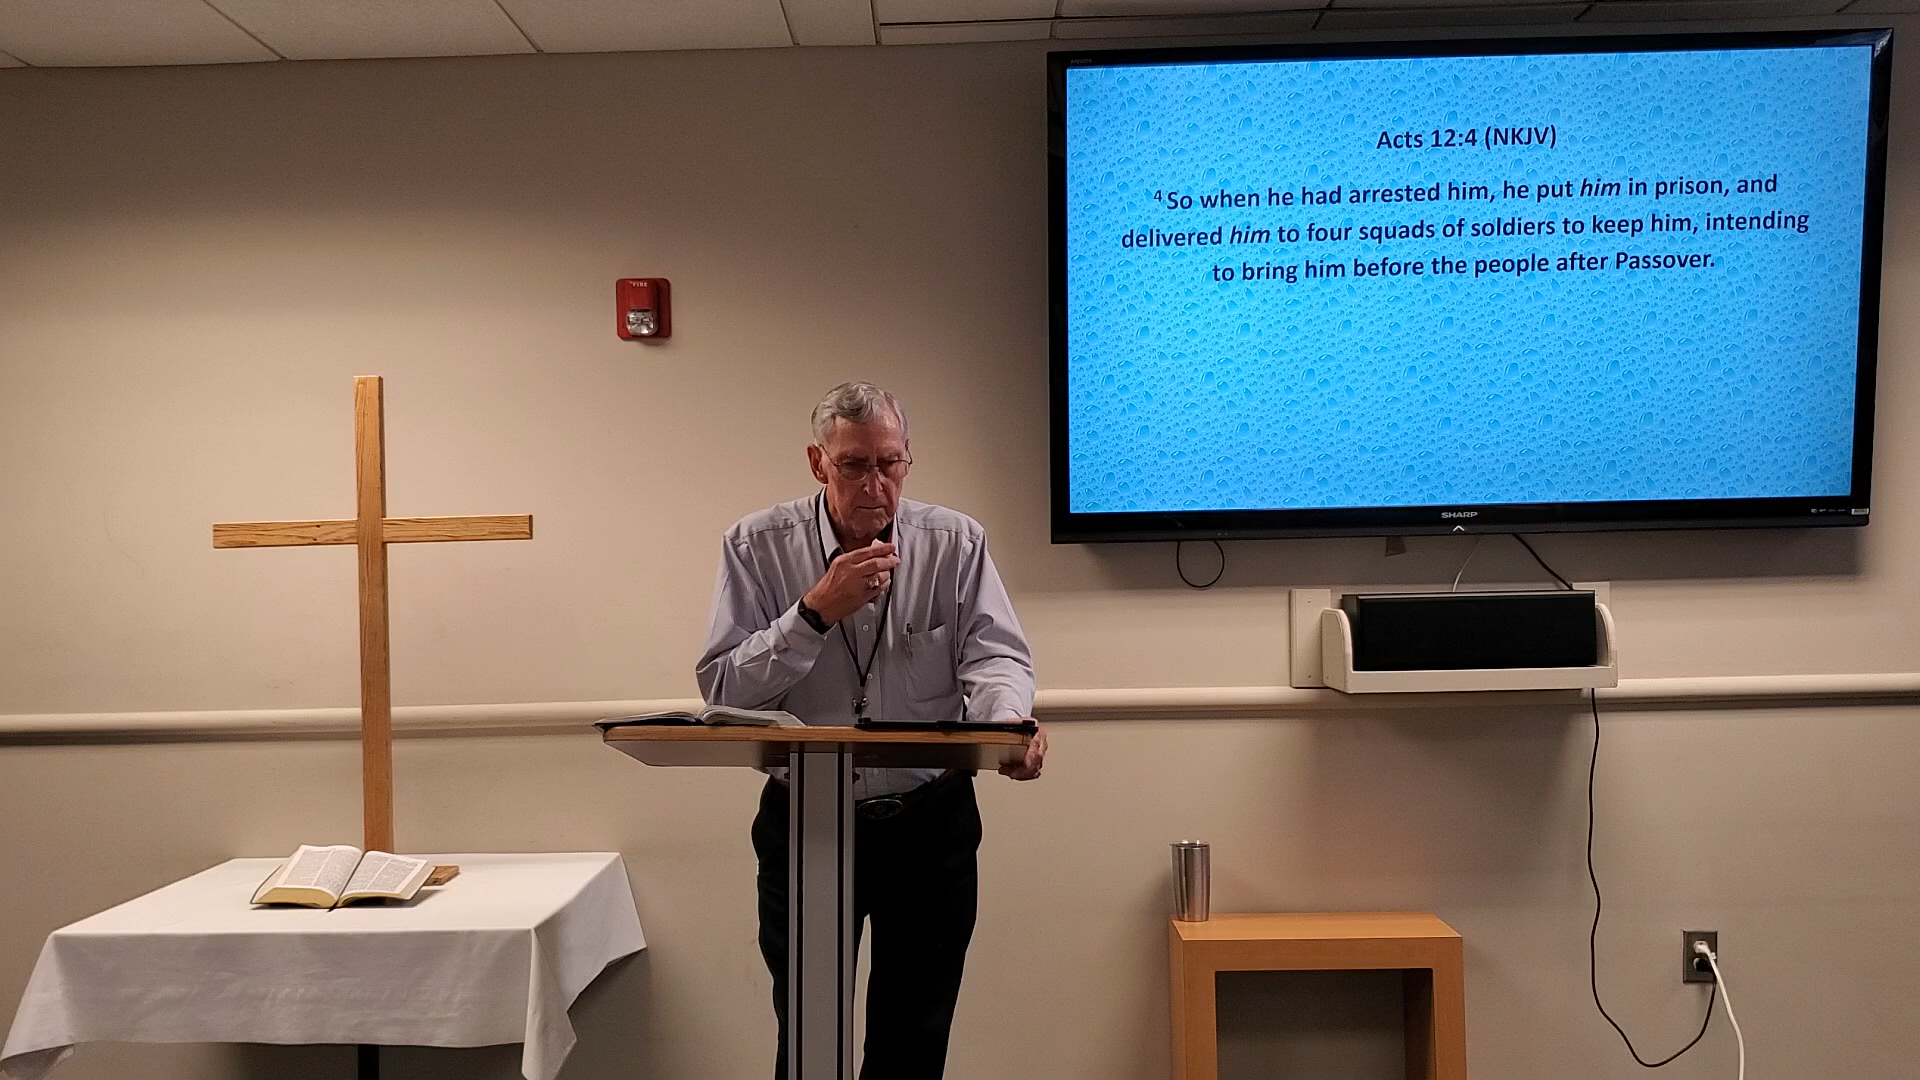 Acts 12:4 (NKJV)
4 So when he had arrested him, he put him in prison, and
delivered him to four squads of soldiers to keep him, intending
to bring him before the people after Passover.
SHARP
FIRE